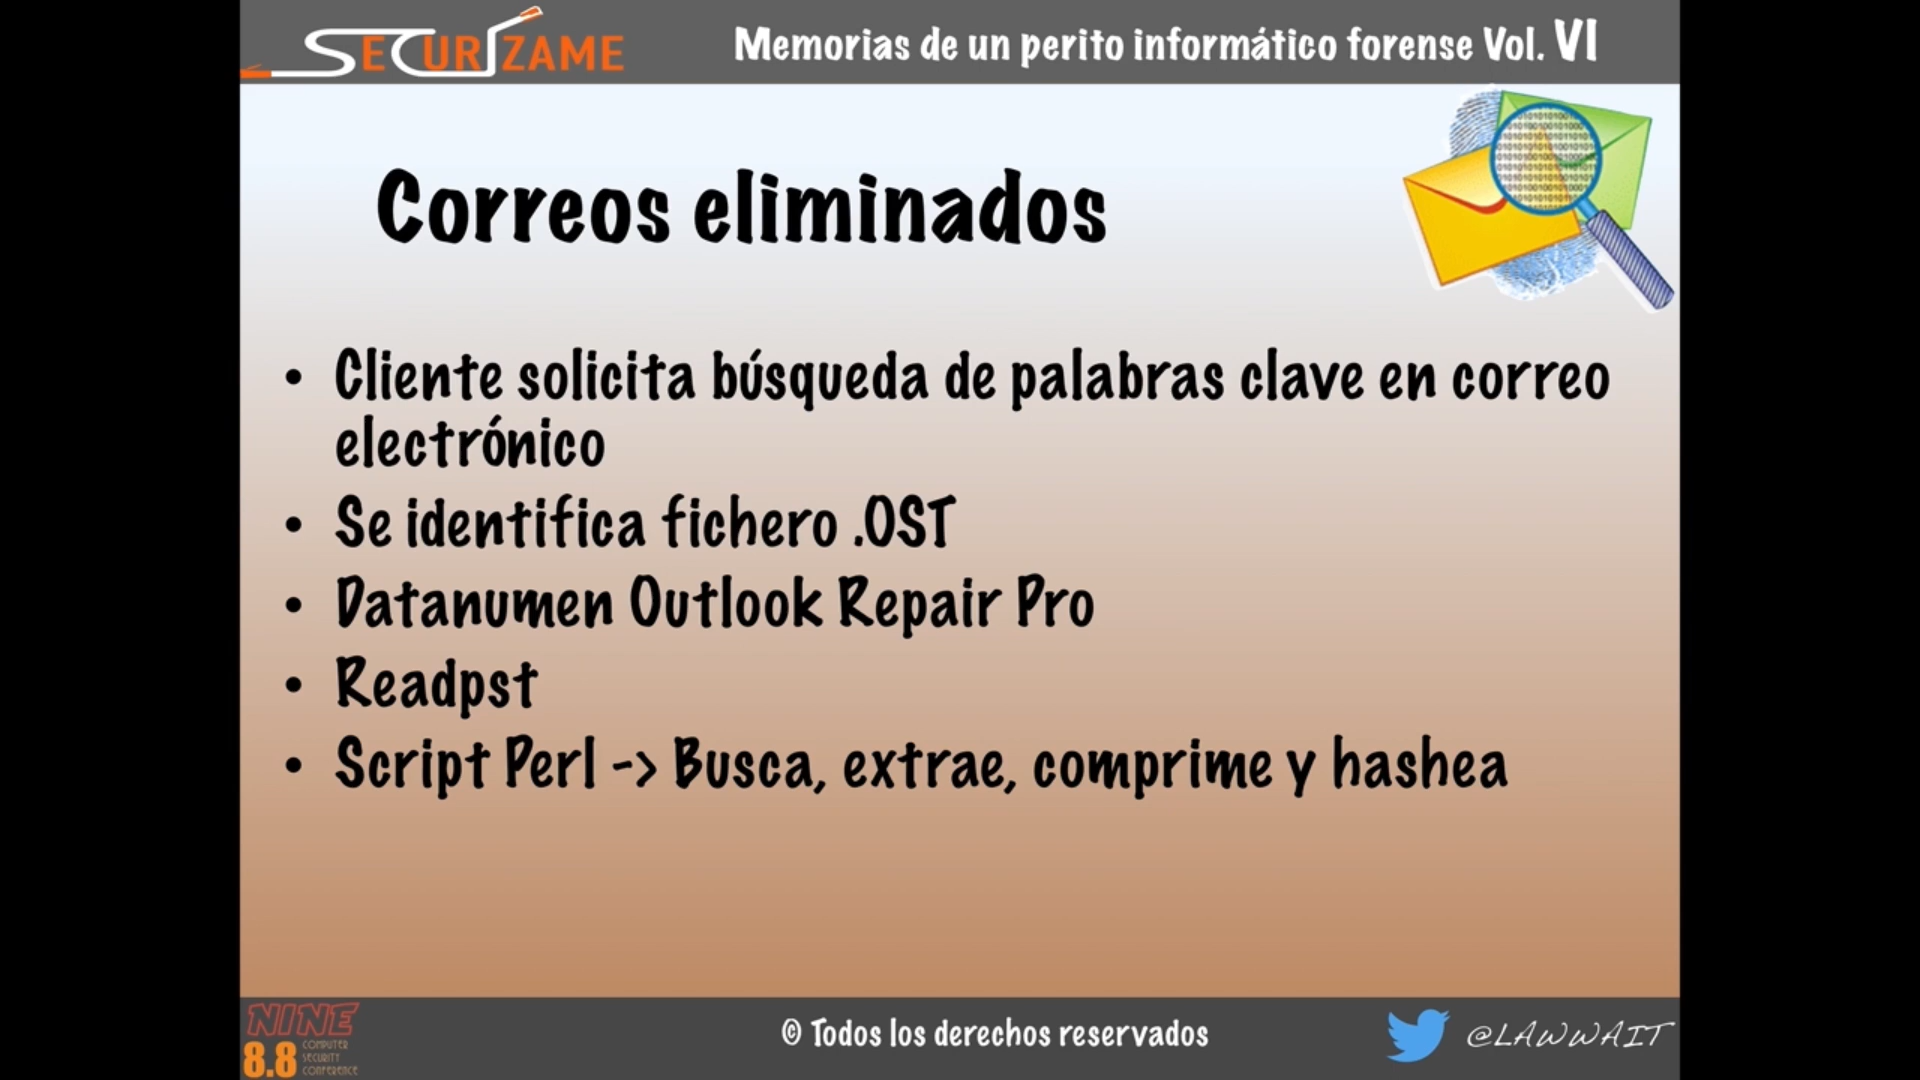 SECURIZAME
Memorias de un perito informático forense Vol. VI
Correos eliminados
• Cliente solicita búsqueda de palabras clave en correo
electrónico
• Se identifica fichero .OST
• Datanumen Outlook Repair Pro
• Readpst
• Script Perl -> Busca, extrae, comprime y hashea
NINE
8.8
COMPUTER
SECURITY
CONFERENCE
© Todos los derechos reservados
@LAWWAIT